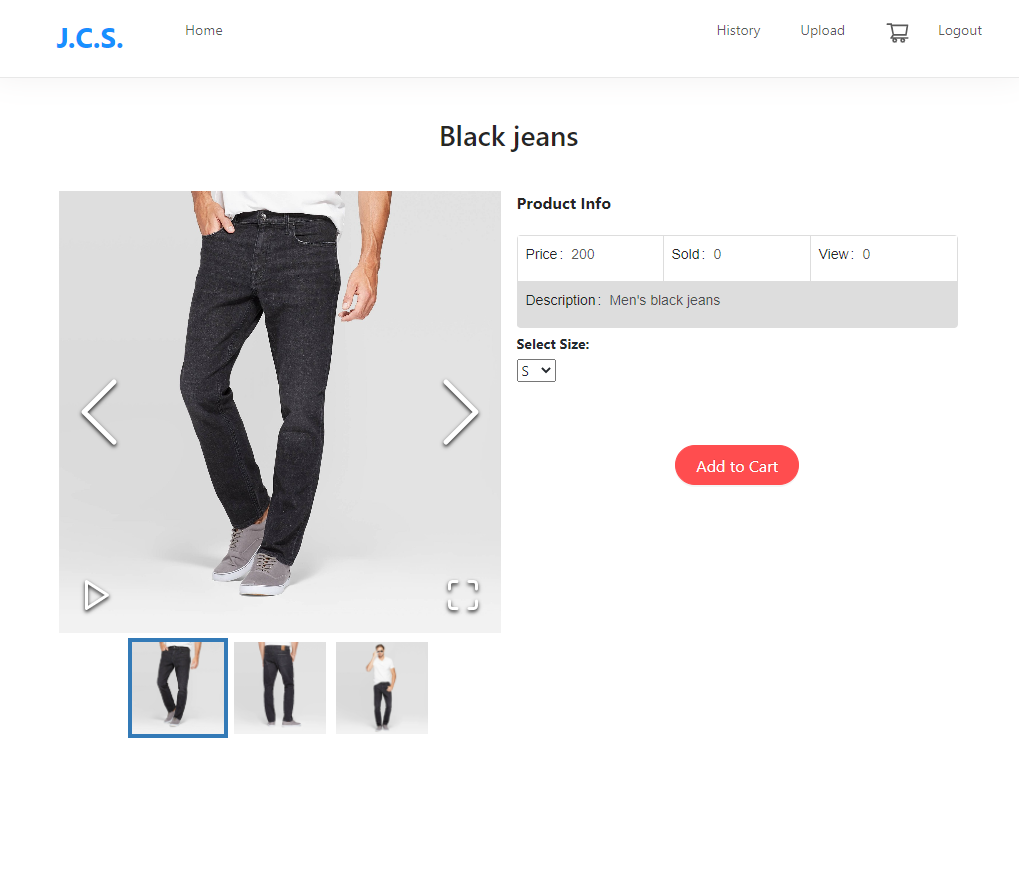 J.C.S.
Home
History
Upload
Logout
Black jeans
Product Info
Price: 200
Sold: 0
View: 0
Description: Men's black jeans
Select Size:
S
Add to Cart